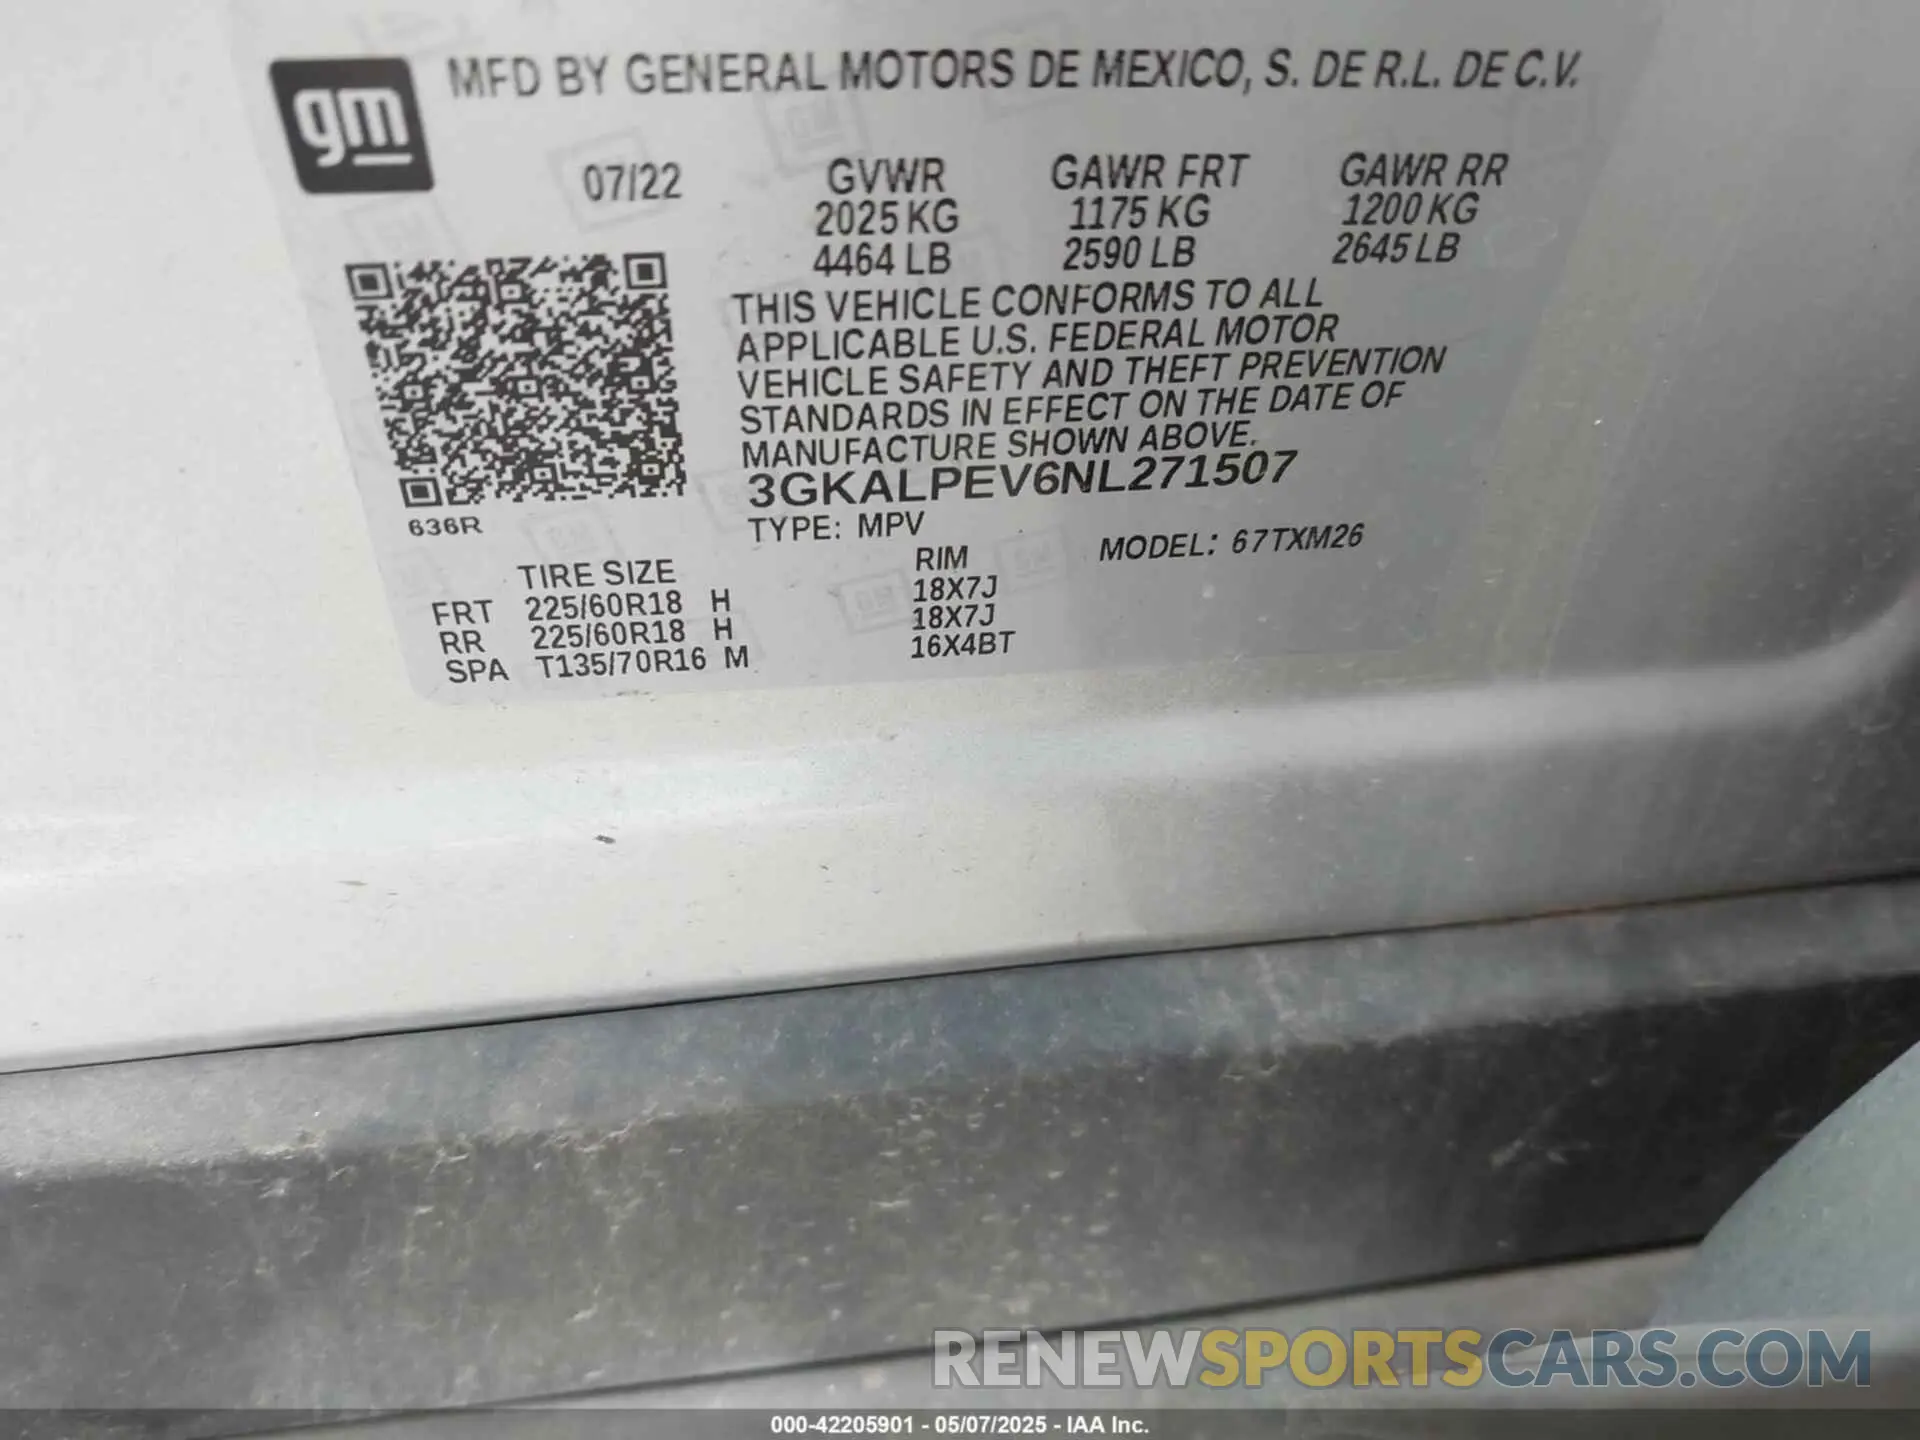 gm
MFD BY GENERAL MOTORS DE MEXICO, S. DE R.L. DE C.V.
07/22 GVWR GAWR FRT GAWR RR
2025 KG 1175 KG 1200 KG
4464 LB 2590 LB 2645 LB
THIS VEHICLE CONFORMS TO ALL
APPLICABLE U.S. FEDERAL MOTOR
VEHICLE SAFETY AND THEFT PREVENTION
STANDARDS IN EFFECT ON THE DATE OF
MANUFACTURE SHOWN ABOVE.
3GKALPEV6NL271507
636R
TYPE: MPV MODEL: 67TXM26
TIRE SIZE RIM
FRT 225/60R18 H 18X7J
RR 225/60R18 H 18X7J
SPA T135/70R16 M 16X4BT
RENEWSPORTSCARS.COM
000-42205901 - 05/07/2025 - IAA Inc.